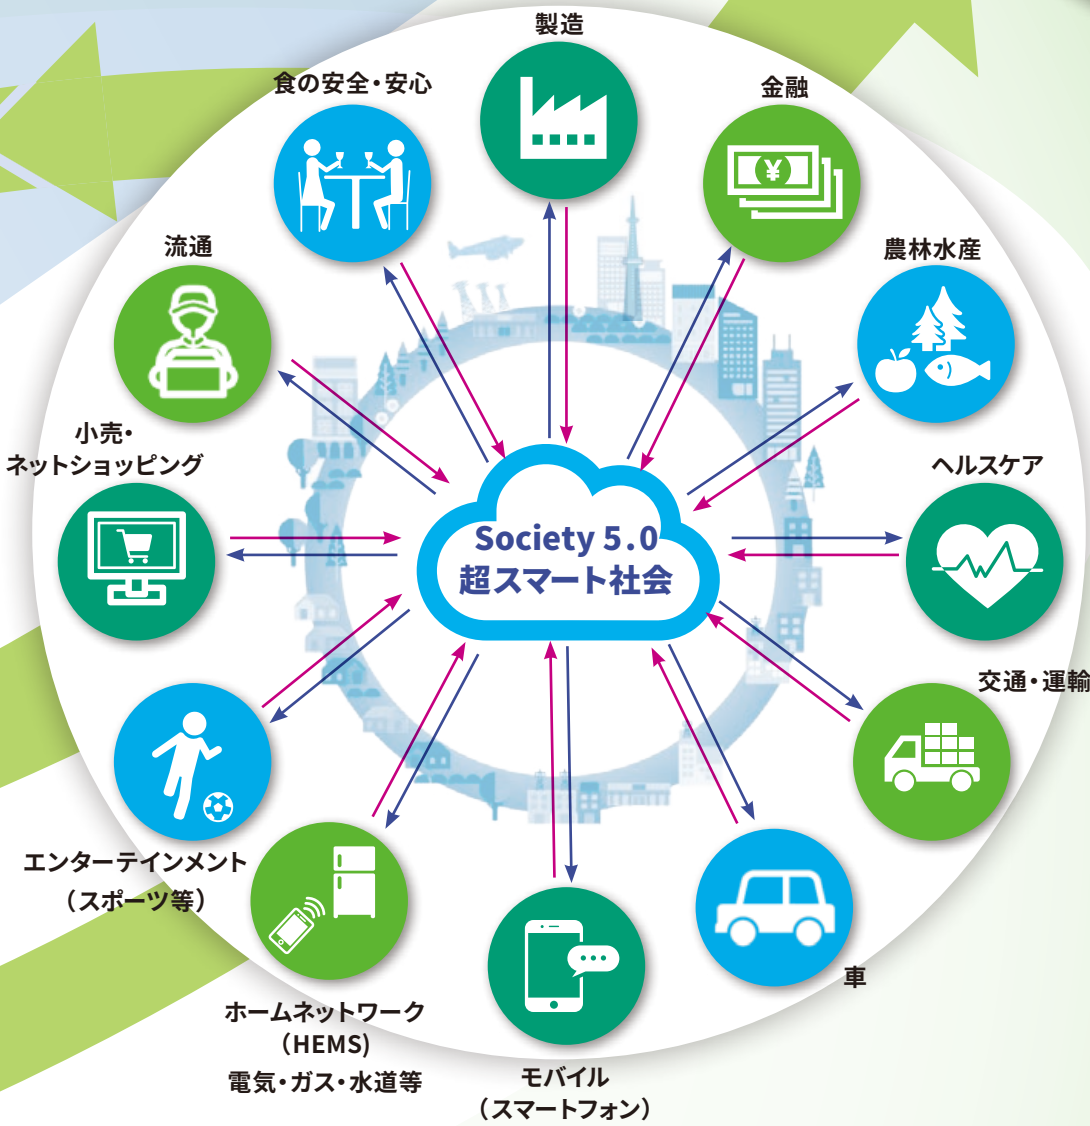 製造
食の安全・安心
金融
流通
農林水産
小売・
ネットショッピング
ヘルスケア
¥
Society 5.0
超スマート社会
交通・運輸
エンターテインメント
（スポーツ等）
車
ホームネットワーク
（HEMS）
電気・ガス・水道等
モバイル
（スマートフォン）